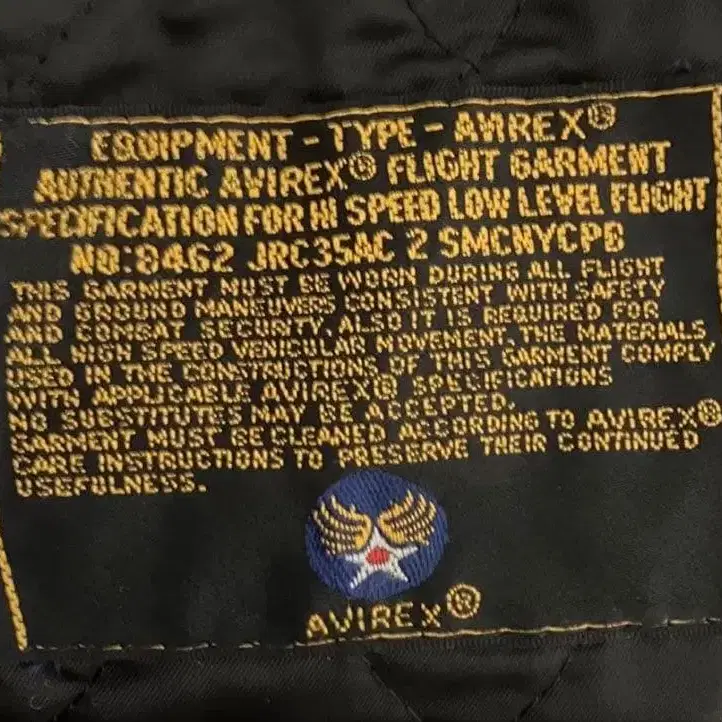 EQUIPMENT - TYPE - AVIREX®
AUTHENTIC AVIREX® FLIGHT GARMENT
SPECIFICATION FOR HI SPEED LOW LEVEL FLIGHT
NO:8462 JRC35AC 2 SMCNYCPB
THIS GARMENT MUST BE WORN DURING ALL FLIGHT
AND GROUND MANEUVERS CONSISTENT WITH SAFETY
AND COMBAT SECURITY, ALSO IT IS REQUIRED FOR
ALL HIGH SPEED VEHICULAR MOVEMENT. THE MATERIALS
USED IN THE CONSTRUCTIONS OF THIS GARMENT COMPLY
WITH APPLICABLE AVIREX® SPECIFICATIONS
NO SUBSTITUTES MAY BE ACCEPTED.
GARMENT MUST BE CLEANED ACCORDING TO AVIREX®
CARE INSTRUCTIONS TO PRESERVE THEIR CONTINUED
USEFULNESS.
AVIREX®